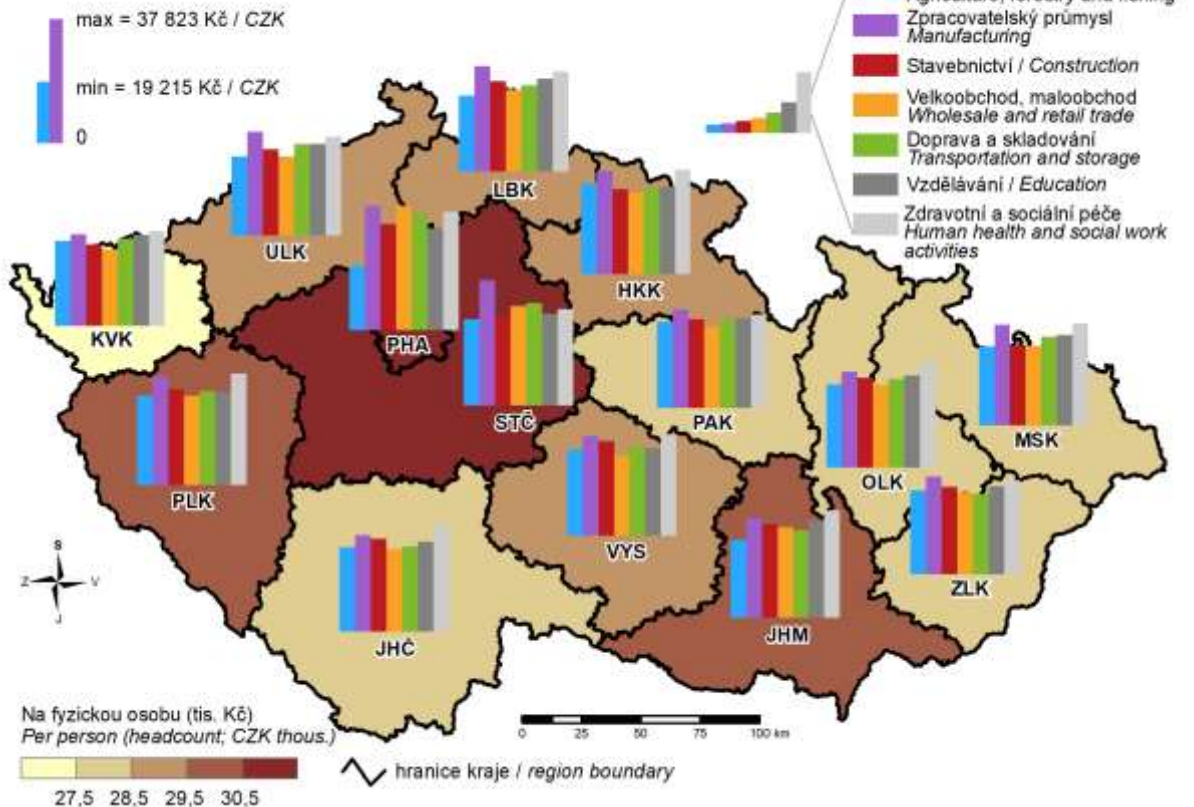 max = 37 823 Kč / CZK
min = 19 215 Kč / CZK
0
Agriculture, forestry and fishing
Zpracovatelský průmysl
Manufacturing
Stavebnictví / Construction
Velkoobchod, maloobchod
Wholesale and retail trade
Doprava a skladování
Transportation and storage
Vzdělávání / Education
Zdravotní a sociální péče
Human health and social work
activities
LBK
ULK
HKK
KVK
PHA
STČ
PAK
MSK
OLK
PLK
VYS
ZLK
JHM
JHČ
S
Z
V
J
Na fyzickou osobu (tis. Kč)
Per person (headcount; CZK thous.)
27,5 28,5 29,5 30,5
hranice kraje / region boundary
0 25 50 75 100 km